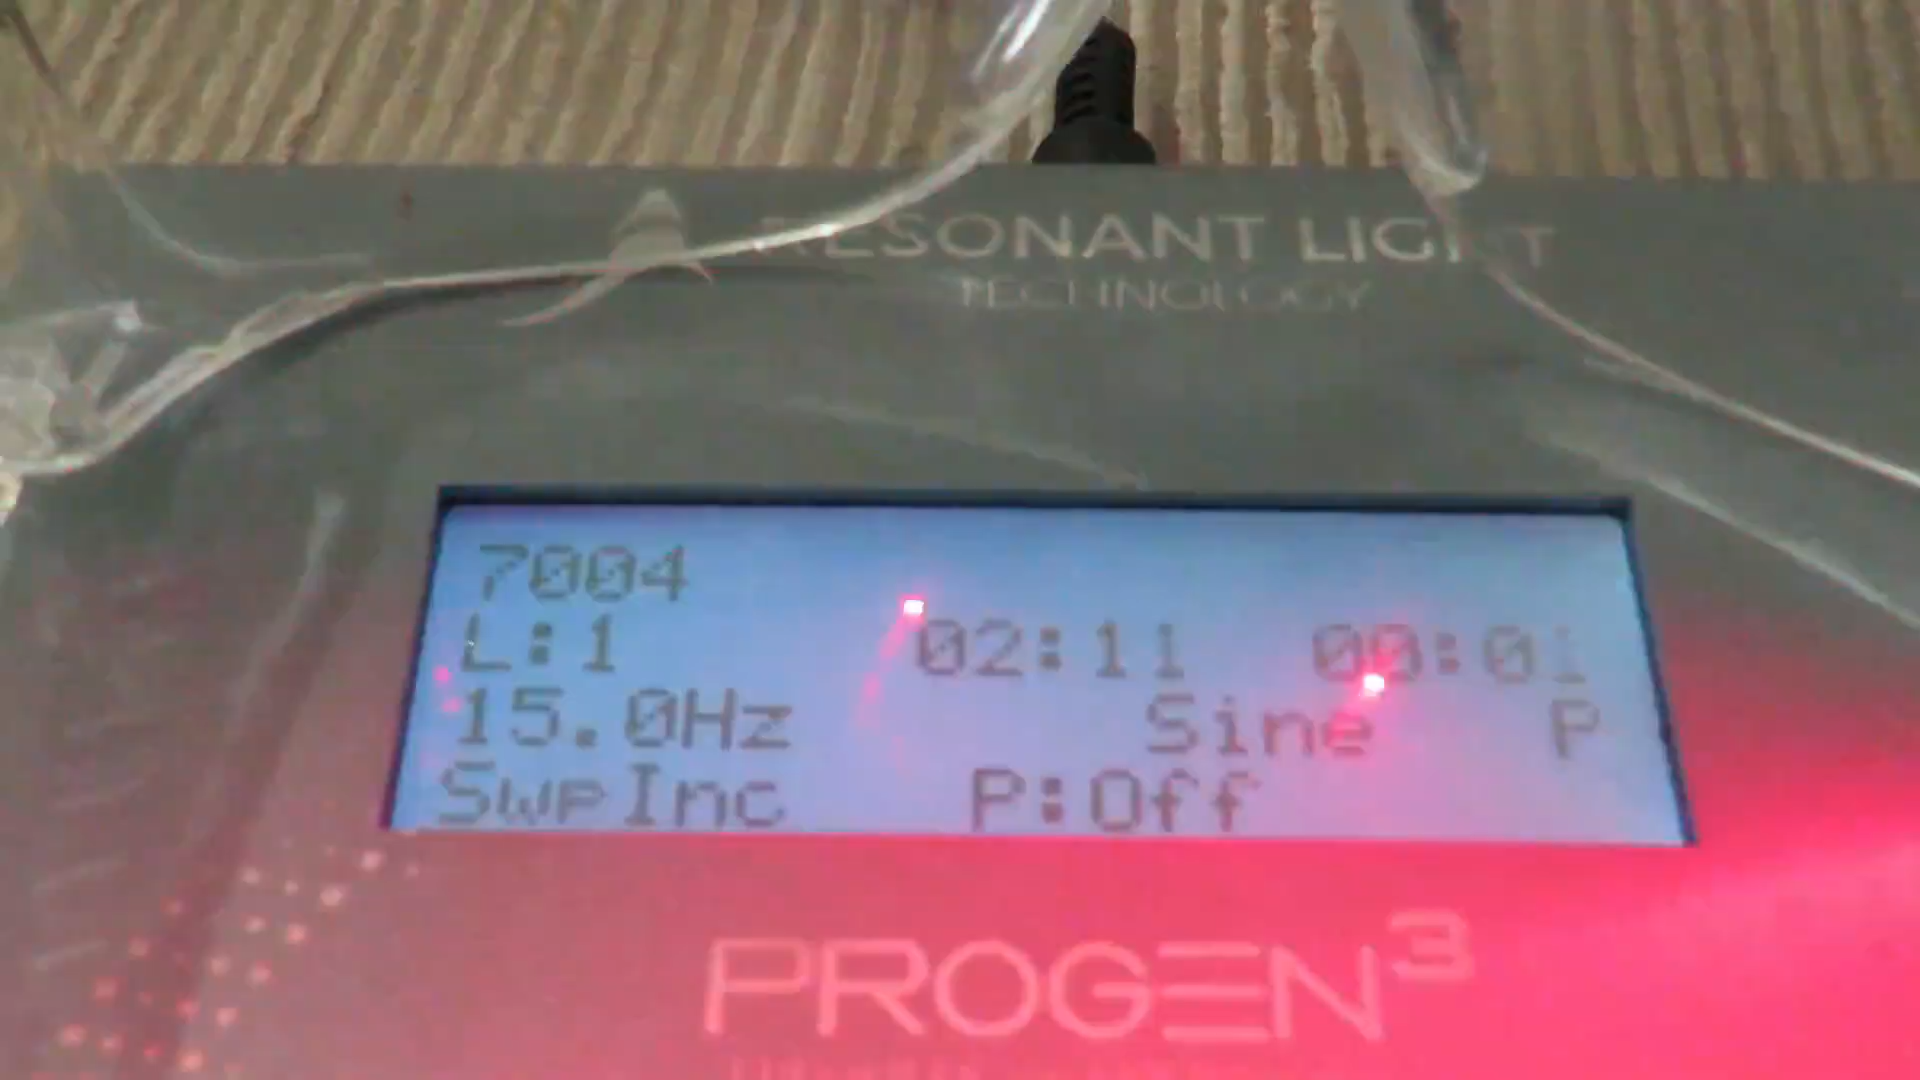 RESONANT LIGHT
TECHNOLOGY
7004
L:1 02:11 00:01
15.0Hz Sine P
SwpInc P:Off
PROGEN³